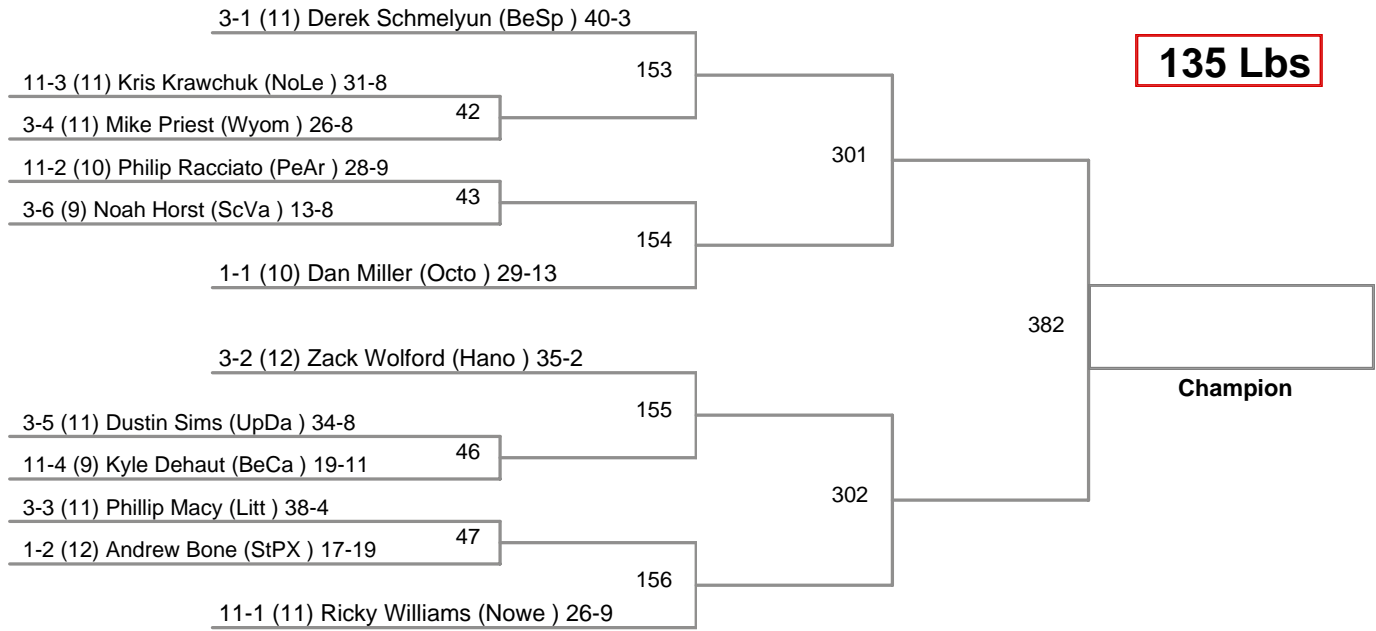 3-1 (11) Derek Schmelyun (BeSp ) 40-3
135 Lbs
153
11-3 (11) Kris Krawchuk (NoLe ) 31-8
42
3-4 (11) Mike Priest (Wyom ) 26-8
301
11-2 (10) Philip Racciato (PeAr ) 28-9
43
3-6 (9) Noah Horst (ScVa ) 13-8
154
1-1 (10) Dan Miller (Octo ) 29-13
382
3-2 (12) Zack Wolford (Hano ) 35-2
Champion
155
3-5 (11) Dustin Sims (UpDa ) 34-8
46
11-4 (9) Kyle Dehaut (BeCa ) 19-11
302
3-3 (11) Phillip Macy (Litt ) 38-4
47
1-2 (12) Andrew Bone (StPX ) 17-19
156
11-1 (11) Ricky Williams (Nowe ) 26-9